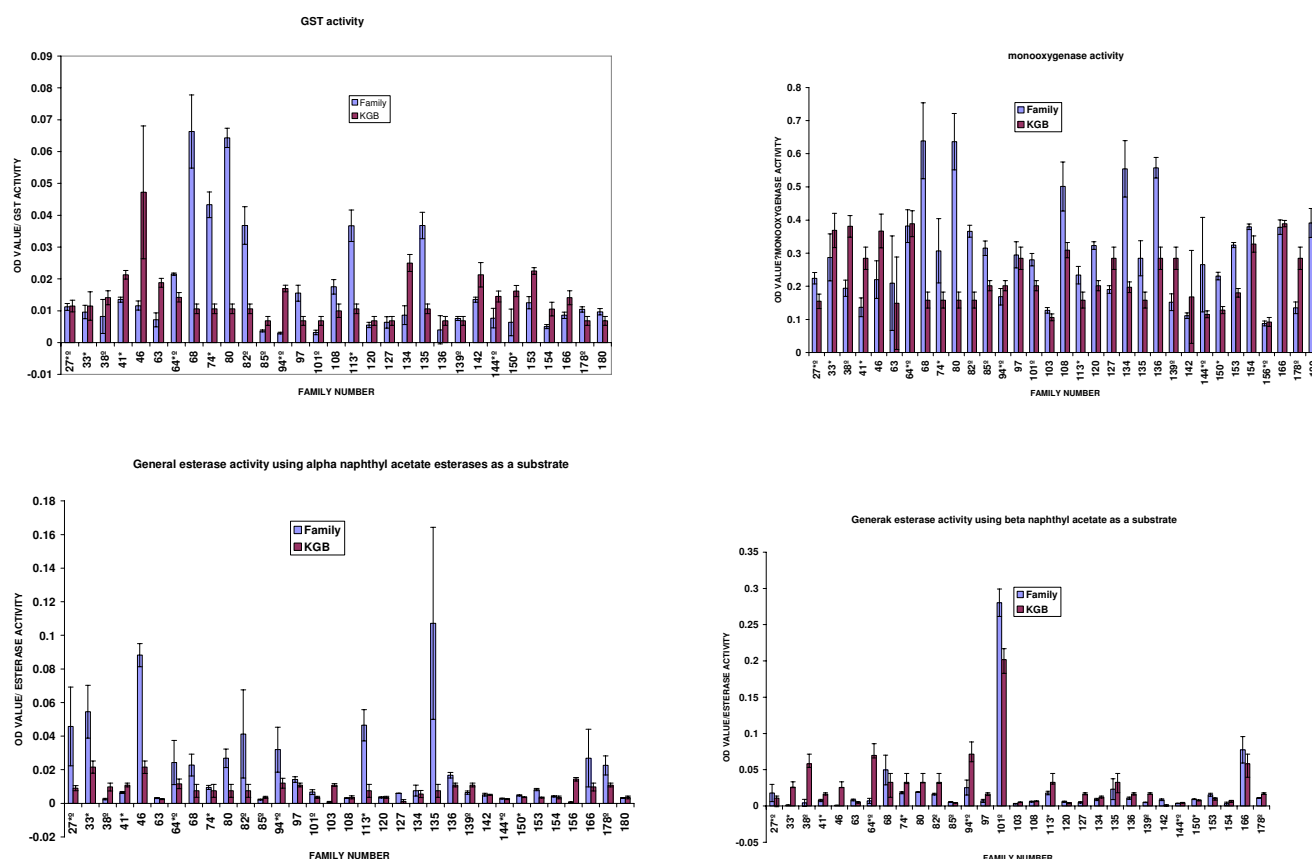 GST activity
0.09
0.08
0.07
0.06
0.05
0.04
0.03
0.02
0.01
0
-0.01
OD VALUE/ GST ACTIVITY
Family
KGB
27*º 33* 38º 41* 46 63 64*º 68 74* 80 82º 85º 94*º 97 101º 108 113* 120 127 134 135 136 139º 142 144*º 150* 153 154 166 178º 180
FAMILY NUMBER
monooxygenase activity
0.8
0.7
0.6
0.5
0.4
0.3
0.2
0.1
0
OD VALUE?MONOOXYGENASE ACTIVITY
Family
KGB
27*º 33* 38º 41* 46 63 64*º 68 74* 80 82º 85º 94*º 97 101º 103 108 113* 120 127 134 135 136 139º 142 144*º 150* 153 154 156*º 166 178º
FAMILY NUMBER
General esterase activity using alpha naphthyl acetate esterases as a substrate
0.18
0.16
0.14
0.12
0.1
0.08
0.06
0.04
0.02
0
-0.02
OD VALUE/ ESTERASE ACTIVITY
Family
KGB
27*º 33* 38º 41* 46 63 64*º 68 74* 80 82º 85º 94*º 97 101º 103 108 113* 120 127 134 135 136 139º 142 144*º 150* 153 154 156 166 178º 180
FAMILY NUMBER
Generak esterase activity using beta naphthyl acetate as a substrate
0.35
0.3
0.25
0.2
0.15
0.1
0.05
0
-0.05
OD VALUE/ESTERASE ACTIVITY
Family
KGB
27*º 33* 38º 41* 46 63 64*º 68 74* 80 82º 85º 94*º 97 101º 103 108 113* 120 127 134 135 136 139º 142 144*º 150* 153 154 166 178º
FAMILY NUMBER